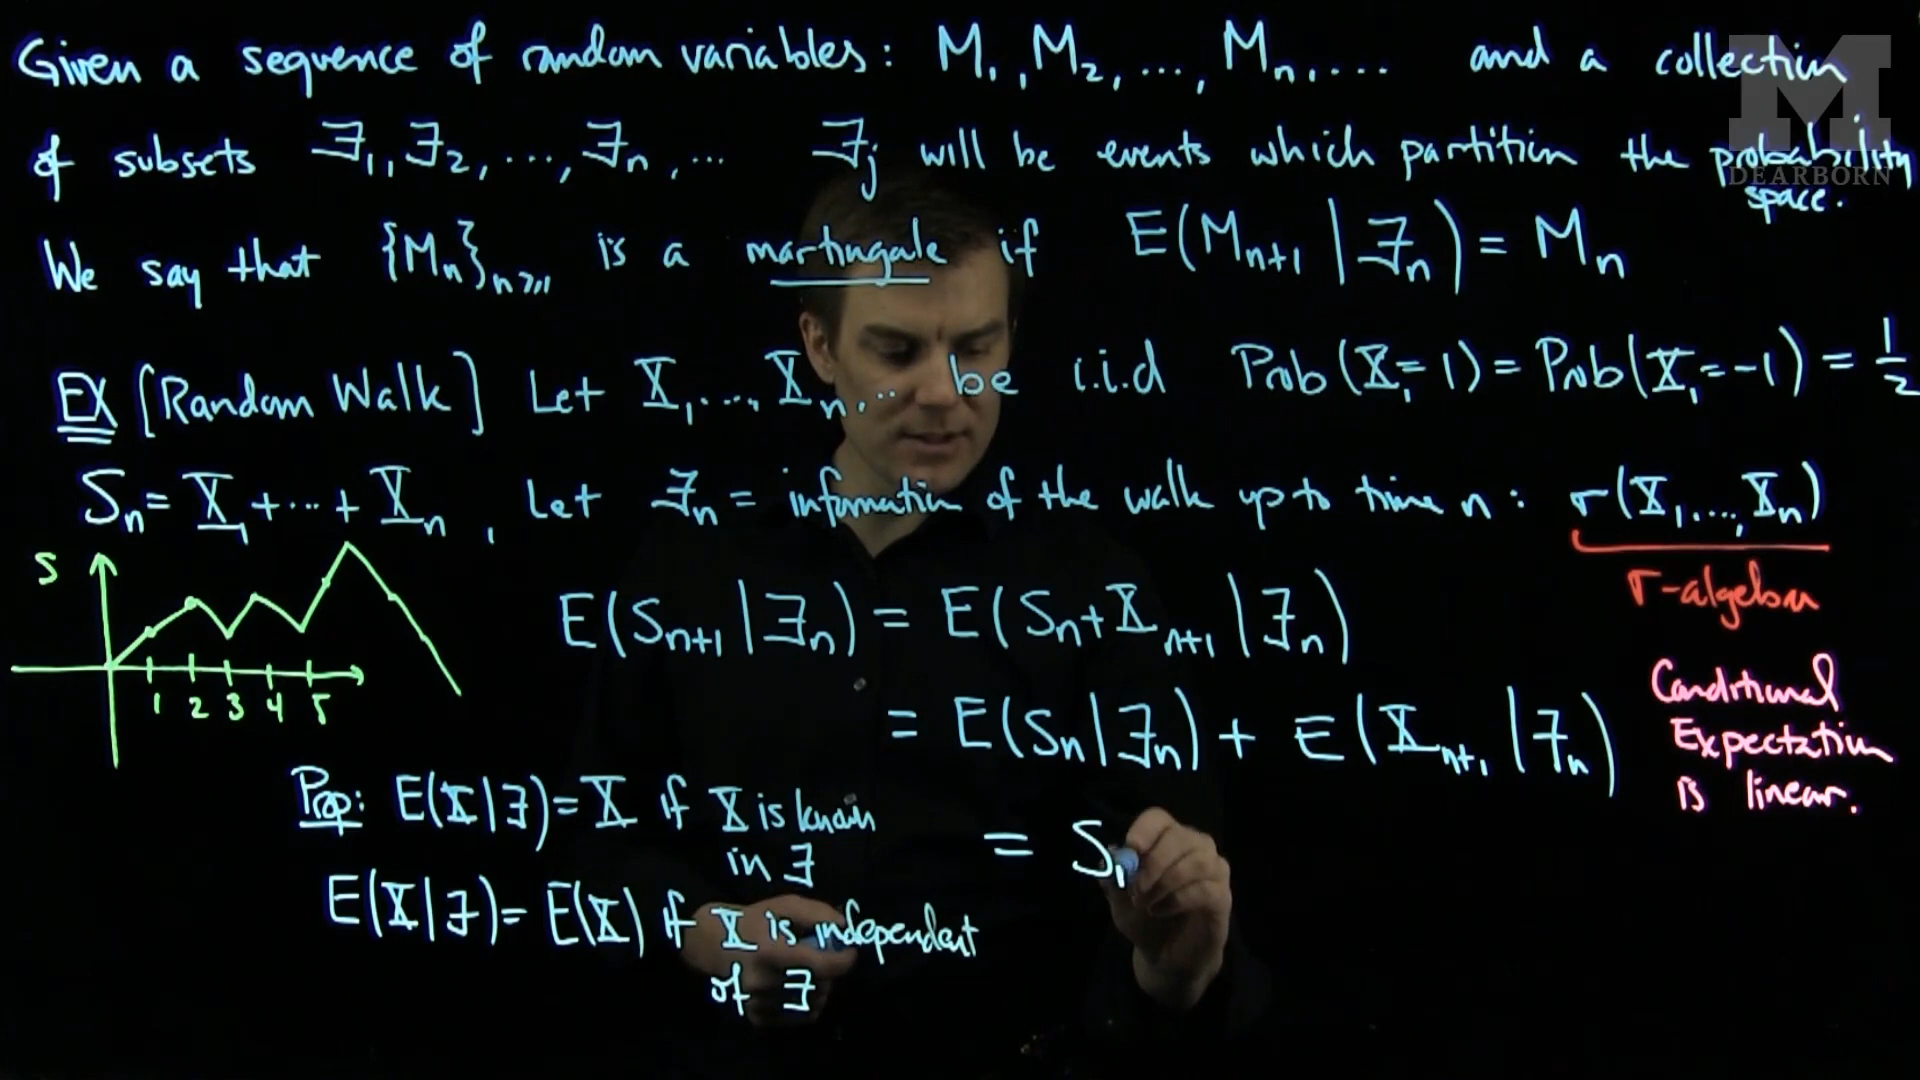 Given a sequence of random variables: M₁, M₂, ..., Mₙ, .... and a collection
of subsets ℱ₁, ℱ₂, ..., ℱₙ, ... ℱⱼ will be events which partition the probability
space.
We say that {Mₙ}ₙ≥₁ is a martingale if E(Mₙ₊₁ | ℱₙ) = Mₙ
EX [Random Walk] Let X₁, ..., Xₙ, ... be i.i.d Prob(X₁ = 1) = Prob(X₁ = -1) = 1/2
Sₙ = X₁ + ... + Xₙ, Let ℱₙ = information of the walk up to time n: σ(X₁, ..., Xₙ)
σ-algebra
S
1 2 3 4 5
E(Sₙ₊₁ | ℱₙ) = E(Sₙ + Xₙ₊₁ | ℱₙ)
= E(Sₙ | ℱₙ) + E(Xₙ₊₁ | ℱₙ)
Conditional
Expectation
is linear.
Prop: E(X | ℱ) = X if X is known
in ℱ
E(X | ℱ) = E(X) if X is independent
of ℱ
= S
M
DEARBORN